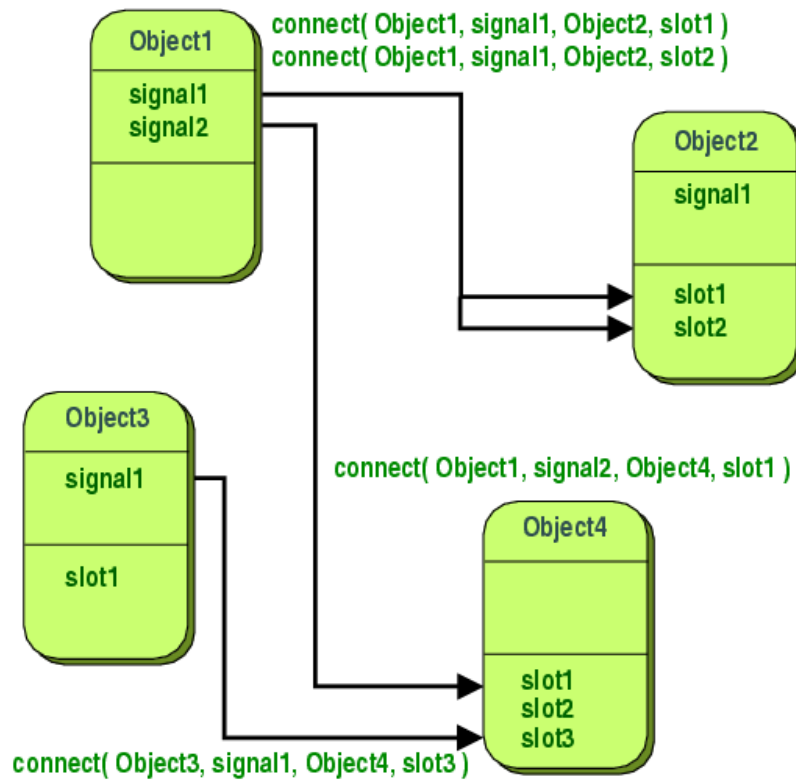 Object1
connect( Object1, signal1, Object2, slot1 )
connect( Object1, signal1, Object2, slot2 )
signal1
signal2
Object2
signal1
slot1
slot2
Object3
signal1
slot1
connect( Object1, signal2, Object4, slot1 )
Object4
slot1
slot2
slot3
connect( Object3, signal1, Object4, slot3 )